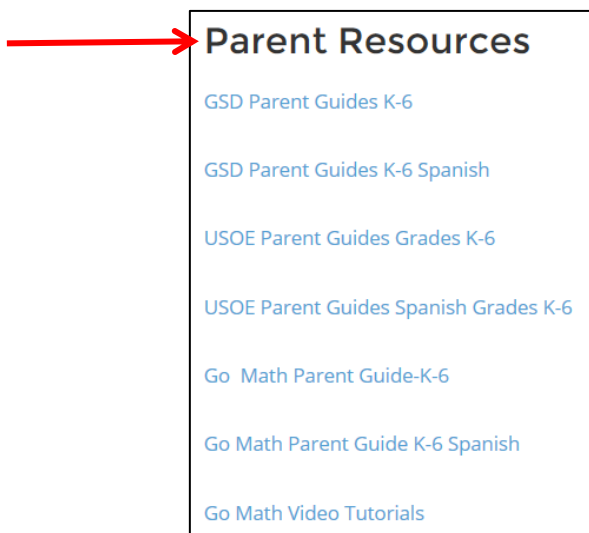 Parent Resources
GSD Parent Guides K-6
GSD Parent Guides K-6 Spanish
USOE Parent Guides Grades K-6
USOE Parent Guides Spanish Grades K-6
Go  Math Parent Guide-K-6
Go Math Parent Guide K-6 Spanish
Go Math Video Tutorials